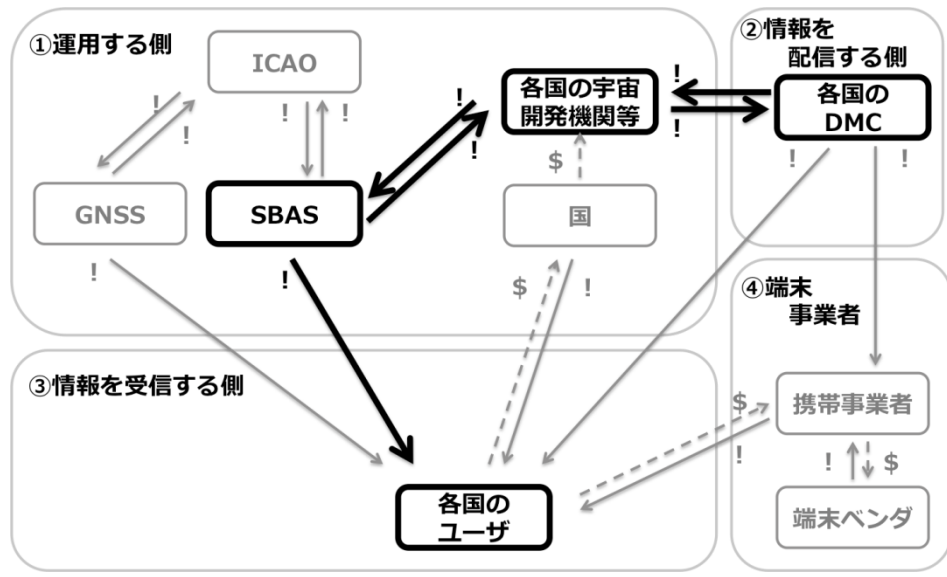 ①運用する側
ICAO
!
!
!
!
GNSS
SBAS
!
!
各国の宇宙
開発機関等
!
!
$
国
!
!
$
!
!
!
②情報を
配信する側
各国の
DMC
!
!
③情報を受信する側
各国の
ユーザ
④端末
事業者
$
!
携帯事業者
!
$
端末ベンダ